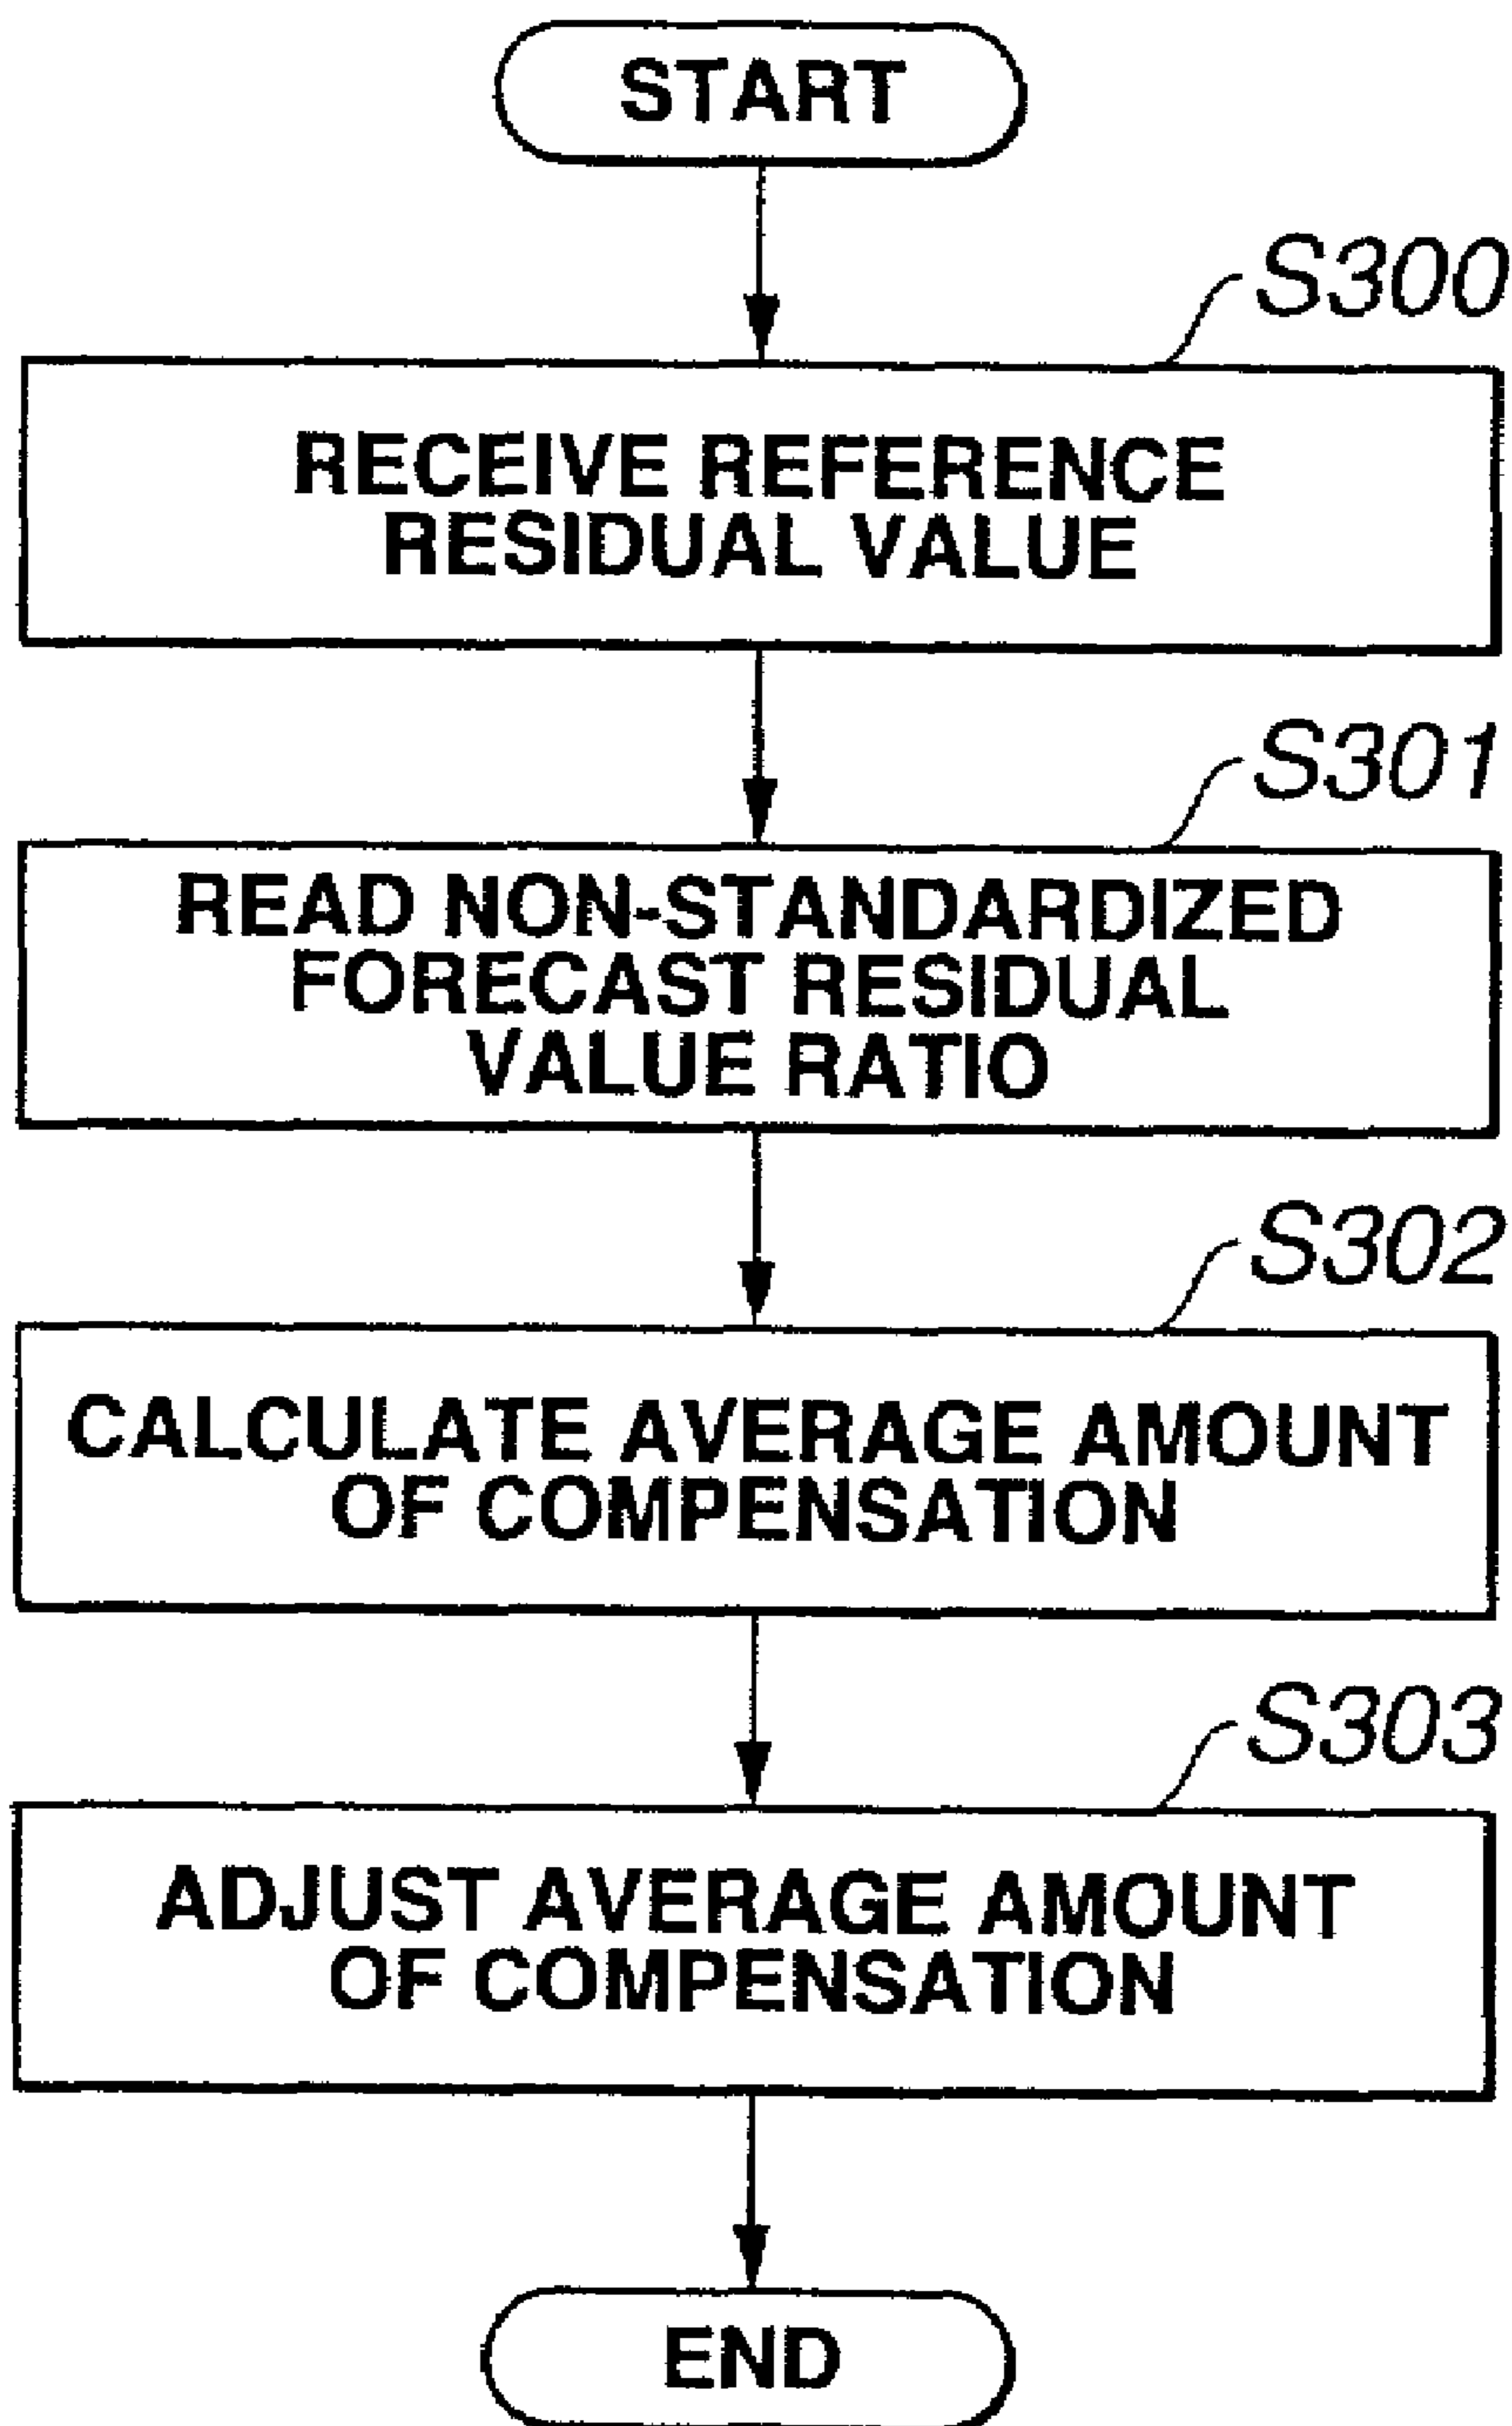 START
S300
RECEIVE REFERENCE
RESIDUAL VALUE
S301
READ NON-STANDARDIZED
FORECAST RESIDUAL
VALUE RATIO
S302
CALCULATE AVERAGE AMOUNT
OF COMPENSATION
S303
ADJUST AVERAGE AMOUNT
OF COMPENSATION
END